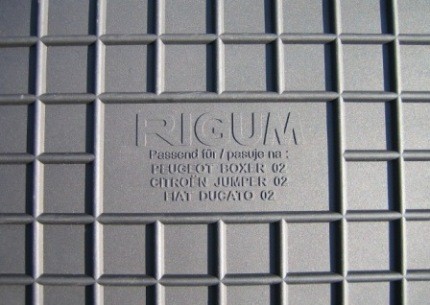 RIGUM
Passend für / pasuje na :
PEUGEOT BOXER 02
CITROËN JUMPER 02
FIAT DUCATO 02